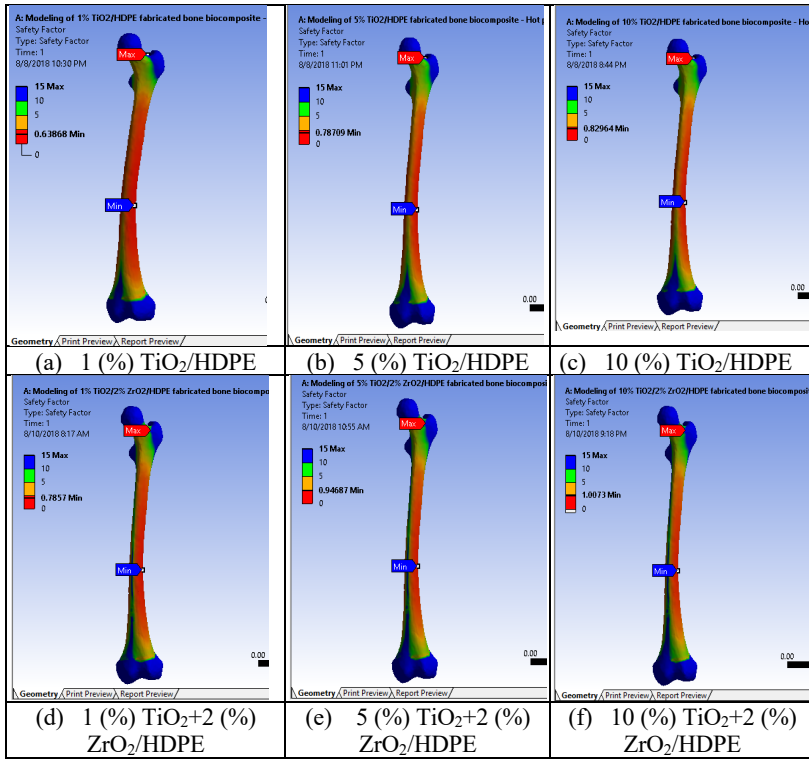 A: Modeling of 1% TiO2/HDPE fabricated bone biocomposite -
Safety Factor
Type: Safety Factor
Time: 1
8/8/2018 10:30 PM
15 Max
10
5
0.63868 Min
0
Max
Min
Geometry Print Preview Report Preview
(a) 1 (%) TiO₂/HDPE
A: Modeling of 5% TiO2/HDPE fabricated bone biocomposite - Hot
Safety Factor
Type: Safety Factor
Time: 1
8/8/2018 11:01 PM
15 Max
10
5
0.78709 Min
0
Max
Min
0.00
Geometry Print Preview Report Preview
(b) 5 (%) TiO₂/HDPE
A: Modeling of 10% TiO2/HDPE fabricated bone biocomposite - Ho
Safety Factor
Type: Safety Factor
Time: 1
8/8/2018 8:44 PM
15 Max
10
5
0.82964 Min
0
Max
Min
0.00
Geometry Print Preview Report Preview
(c) 10 (%) TiO₂/HDPE
A: Modeling of 1% TiO2/2% ZrO2/HDPE fabricated bone biocompo
Safety Factor
Type: Safety Factor
Time: 1
8/10/2018 8:17 AM
15 Max
10
5
0.7857 Min
0
Max
Min
0.00
Geometry Print Preview Report Preview
(d) 1 (%) TiO₂+2 (%)
ZrO₂/HDPE
A: Modeling of 5% TiO2/2% ZrO2/HDPE fabricated bone biocomposi
Safety Factor
Type: Safety Factor
Time: 1
8/10/2018 10:55 AM
15 Max
10
5
0.94687 Min
0
Max
Min
0.00
Geometry Print Preview Report Preview
(e) 5 (%) TiO₂+2 (%)
ZrO₂/HDPE
A: Modeling of 10% TiO2/2% ZrO2/HDPE fabricated bone biocomp
Safety Factor
Type: Safety Factor
Time: 1
8/10/2018 9:18 PM
15 Max
10
5
1.0073 Min
0
Max
Min
0.00
Geometry Print Preview Report Preview
(f) 10 (%) TiO₂+2 (%)
ZrO₂/HDPE